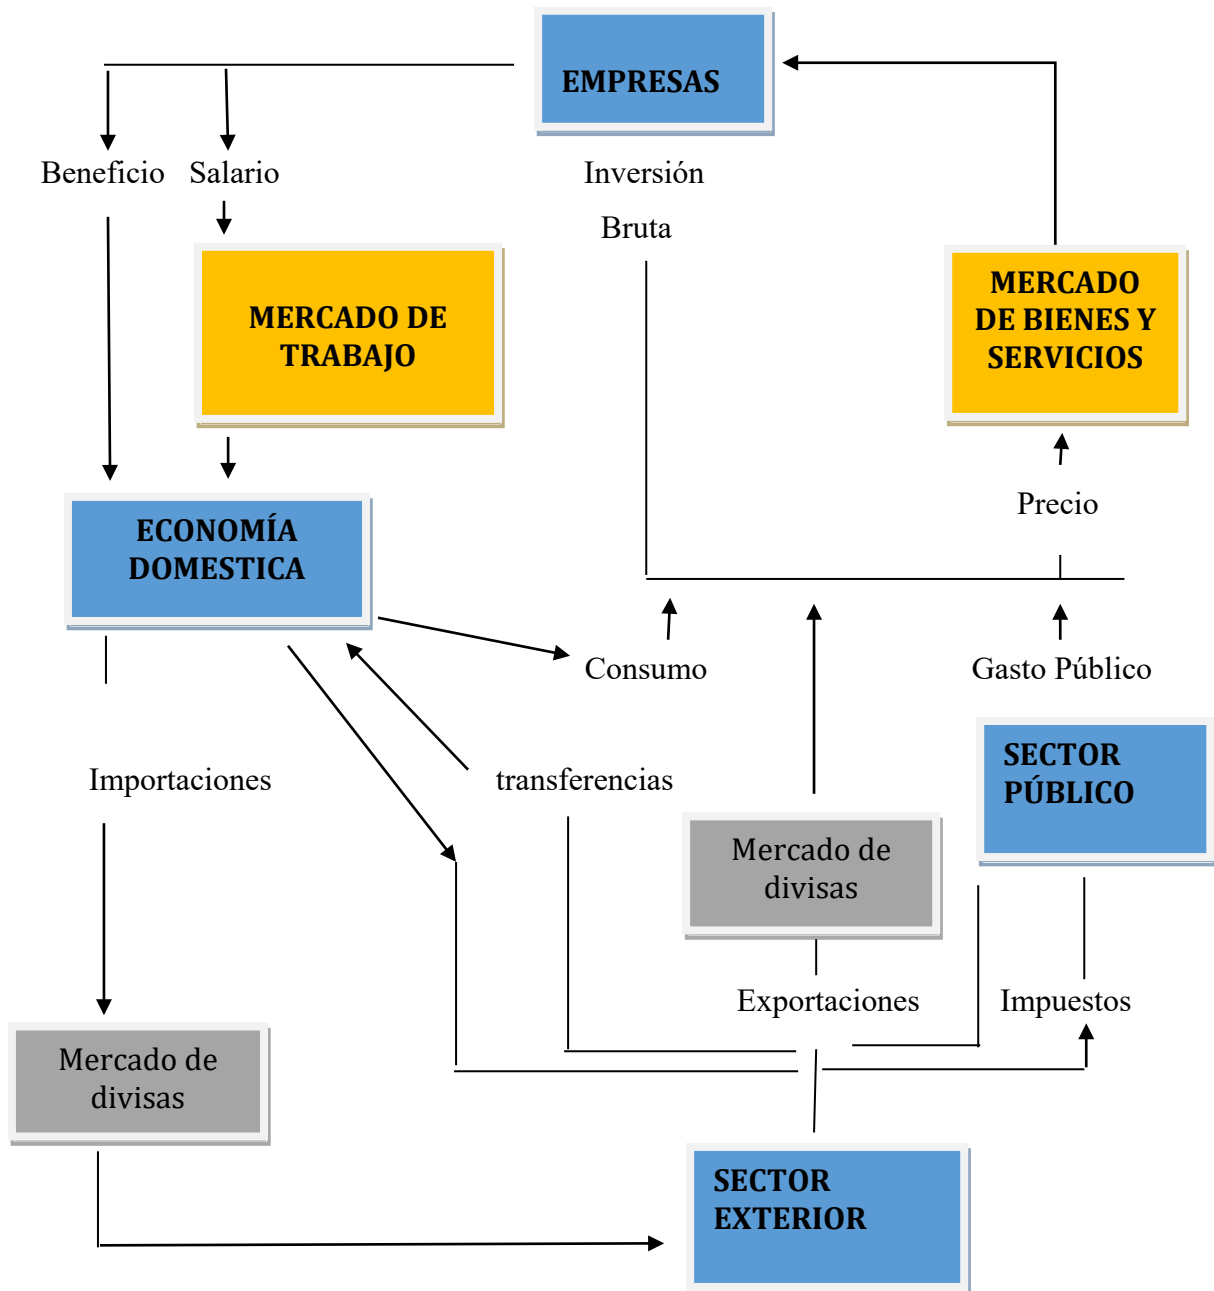 EMPRESAS
Beneficio Salario
Inversión
Bruta
MERCADO DE
TRABAJO
MERCADO
DE BIENES Y
SERVICIOS
Precio
ECONOMÍA
DOMESTICA
Consumo
Gasto Público
Importaciones
transferencias
SECTOR
PÚBLICO
Mercado de
divisas
Exportaciones
Impuestos
Mercado de
divisas
SECTOR
EXTERIOR